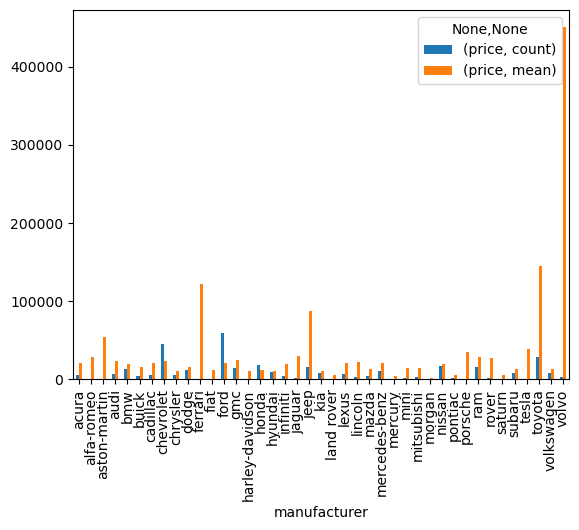 None,None
(price, count)
(price, mean)
400000
300000
200000
100000
0
acura
alfa-romeo
aston-martin
audi
bmw
buick
cadillac
chevrolet
chrysler
dodge
ferrari
fiat
ford
gmc
harley-davidson
honda
hyundai
infiniti
jaguar
jeep
kia
land rover
lexus
lincoln
mazda
mercedes-benz
mercury
mini
mitsubishi
morgan
nissan
pontiac
porsche
ram
rover
saturn
subaru
tesla
toyota
volkswagen
volvo
manufacturer